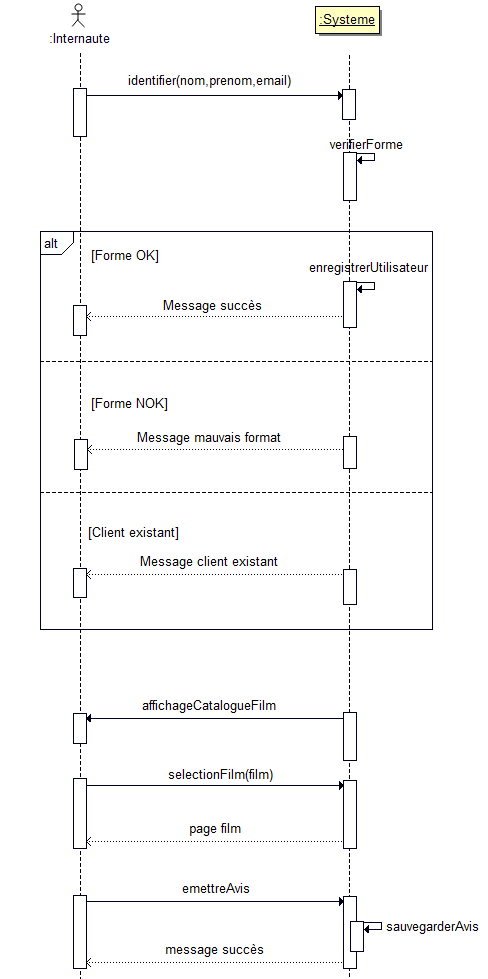 :Internaute
:Systeme
identifier(nom,prenom,email)
verifierForme
alt
[Forme OK]
enregistrerUtilisateur
Message succès
[Forme NOK]
Message mauvais format
[Client existant]
Message client existant
affichageCatalogueFilm
selectionFilm(film)
page film
emettreAvis
sauvegarderAvis
message succès